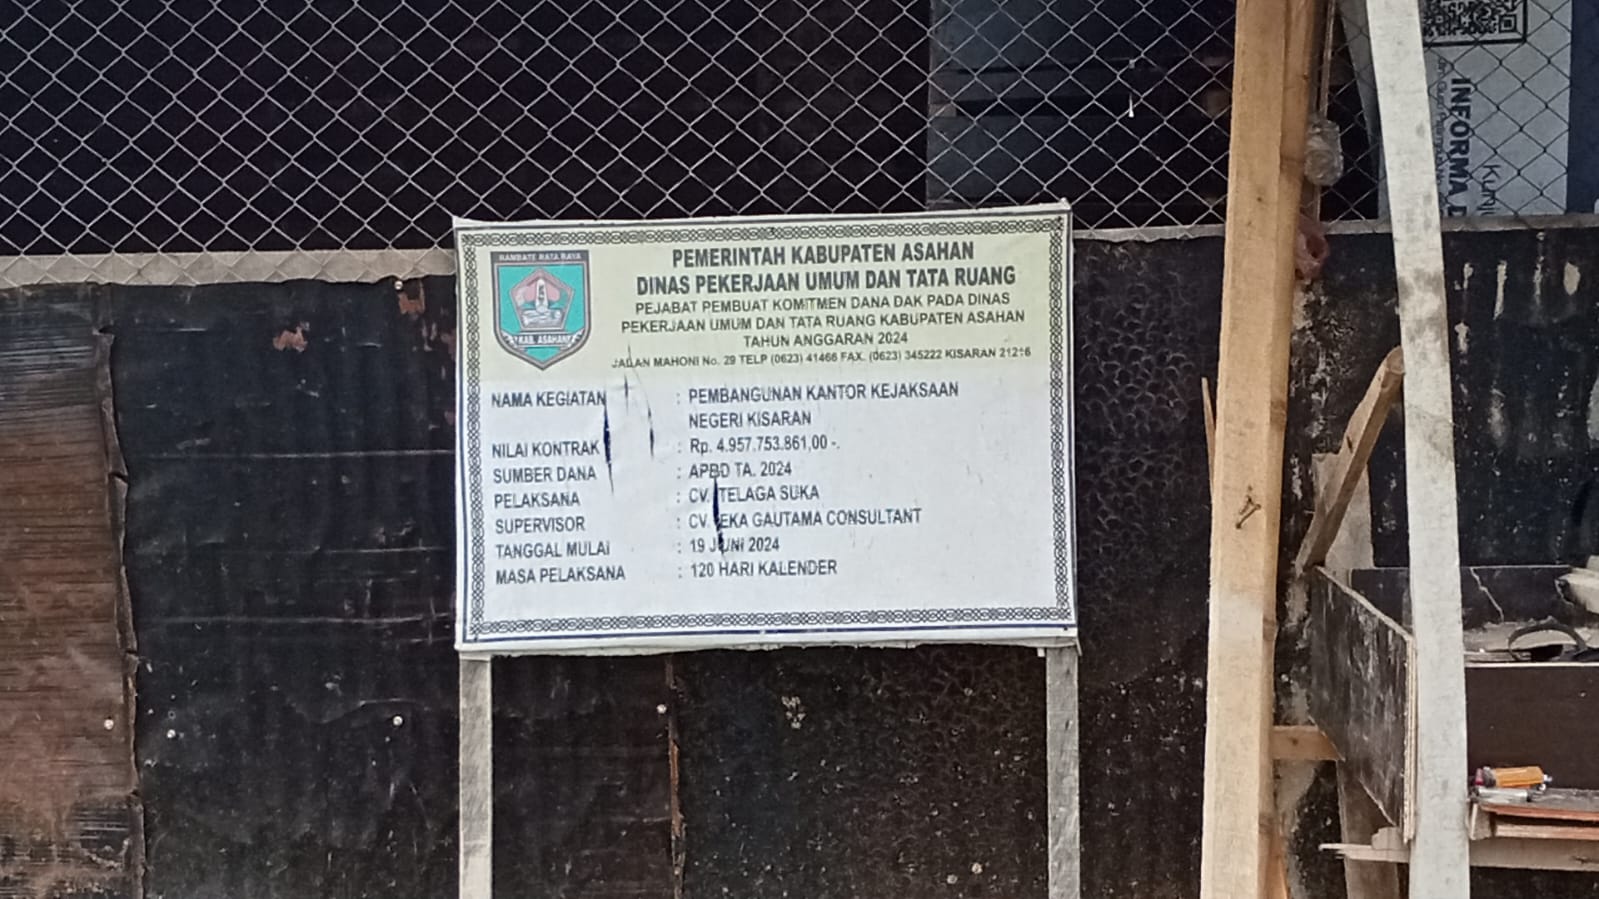 RAMBATE RATA RAYA
KAB. ASAHAN
PEMERINTAH KABUPATEN ASAHAN
DINAS PEKERJAAN UMUM DAN TATA RUANG
PEJABAT PEMBUAT KOMITMEN DANA DAK PADA DINAS
PEKERJAAN UMUM DAN TATA RUANG KABUPATEN ASAHAN
TAHUN ANGGARAN 2024
JALAN MAHONI No. 29 TELP (0623) 41466 FAX. (0623) 345222 KISARAN 21216
NAMA KEGIATAN : PEMBANGUNAN KANTOR KEJAKSAAN
NEGERI KISARAN
NILAI KONTRAK : Rp. 4.957.753.861,00 -.
SUMBER DANA : APBD TA. 2024
PELAKSANA : CV. TELAGA SUKA
SUPERVISOR : CV. EKA GAUTAMA CONSULTANT
TANGGAL MULAI : 19 JUNI 2024
MASA PELAKSANA : 120 HARI KALENDER
INFORMA